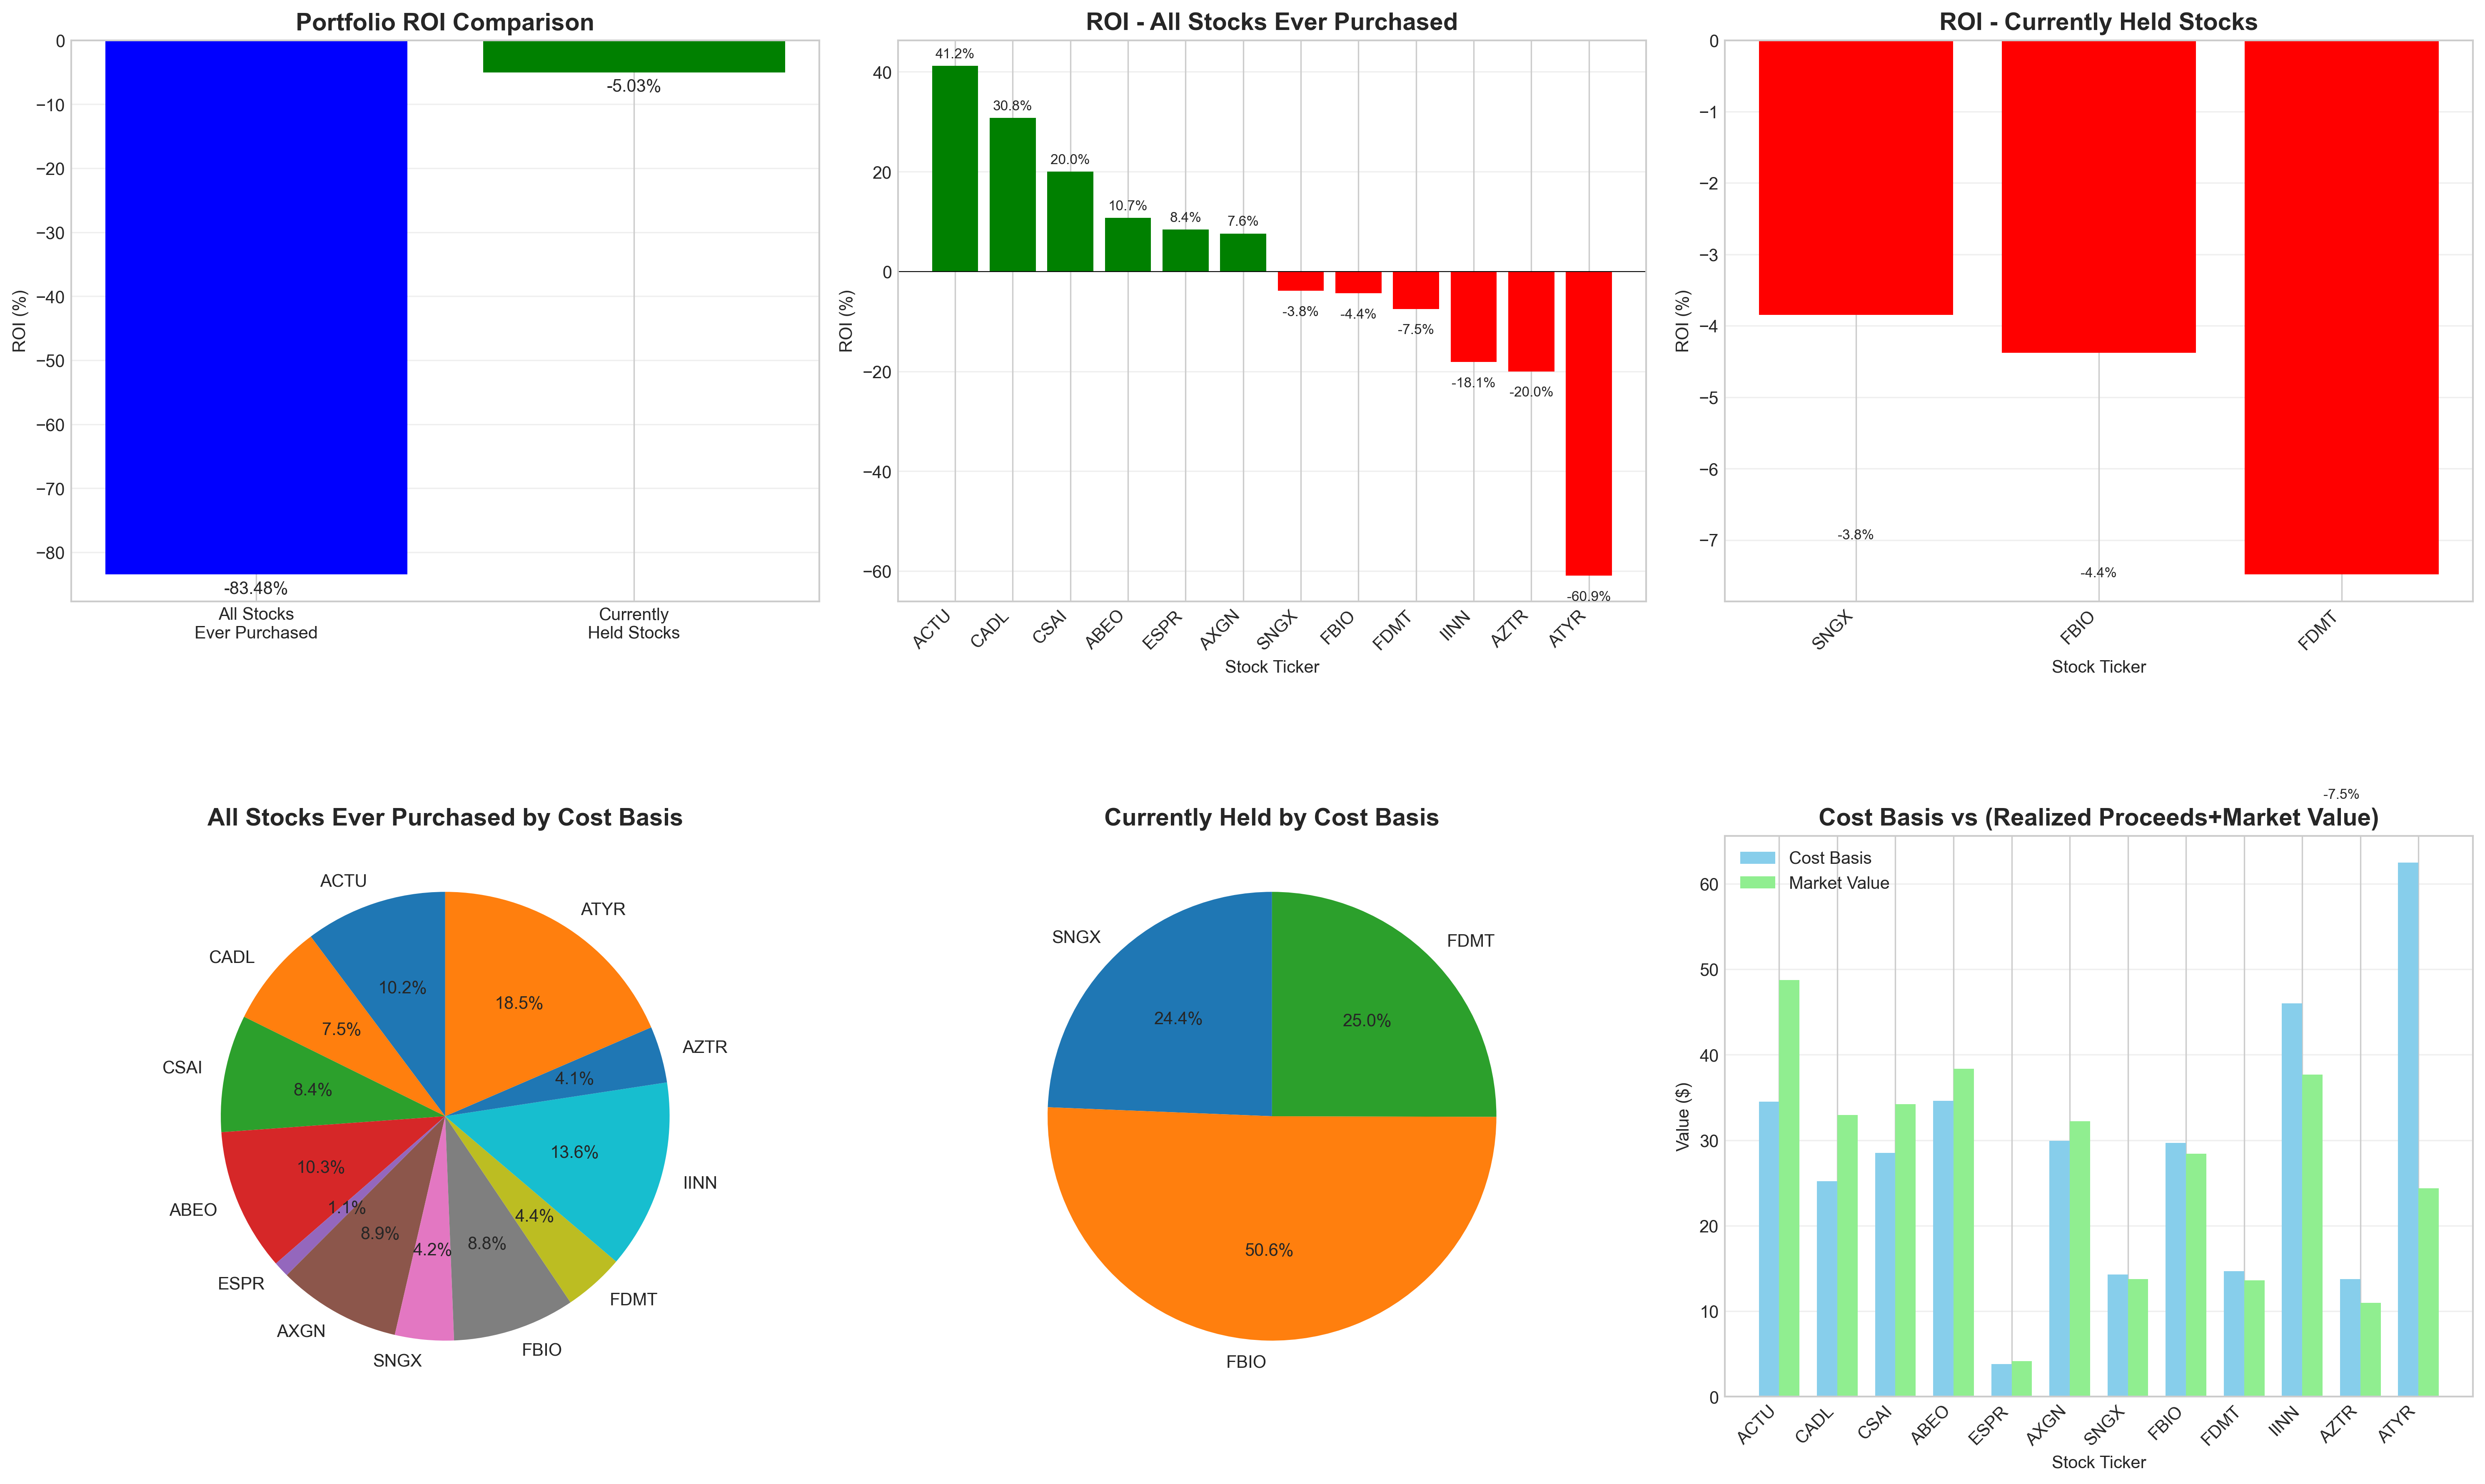 Portfolio ROI Comparison
ROI (%)
0
−10
−20
−30
−40
−50
−60
−70
−80
-83.48%
-5.03%
All Stocks
Ever Purchased
Currently
Held Stocks
ROI - All Stocks Ever Purchased
ROI (%)
40
20
0
−20
−40
−60
41.2%
30.8%
20.0%
10.7%
8.4%
7.6%
-3.8%
-4.4%
-7.5%
-18.1%
-20.0%
-60.9%
ACTU
CADL
CSAI
ABEO
ESPR
AXGN
SNGX
FBIO
FDMT
IINN
AZTR
ATYR
Stock Ticker
ROI - Currently Held Stocks
ROI (%)
0
−1
−2
−3
−4
−5
−6
−7
-3.8%
-4.4%
-7.5%
SNGX
FBIO
FDMT
Stock Ticker
All Stocks Ever Purchased by Cost Basis
ACTU
10.2%
CADL
7.5%
CSAI
8.4%
ABEO
10.3%
ESPR
1.1%
AXGN
8.9%
SNGX
4.2%
FBIO
8.8%
FDMT
4.4%
IINN
13.6%
AZTR
4.1%
ATYR
18.5%
Currently Held by Cost Basis
SNGX
24.4%
FBIO
50.6%
FDMT
25.0%
Cost Basis vs (Realized Proceeds+Market Value)
Cost Basis
Market Value
Value ($)
60
50
40
30
20
10
0
ACTU
CADL
CSAI
ABEO
ESPR
AXGN
SNGX
FBIO
FDMT
IINN
AZTR
ATYR
Stock Ticker